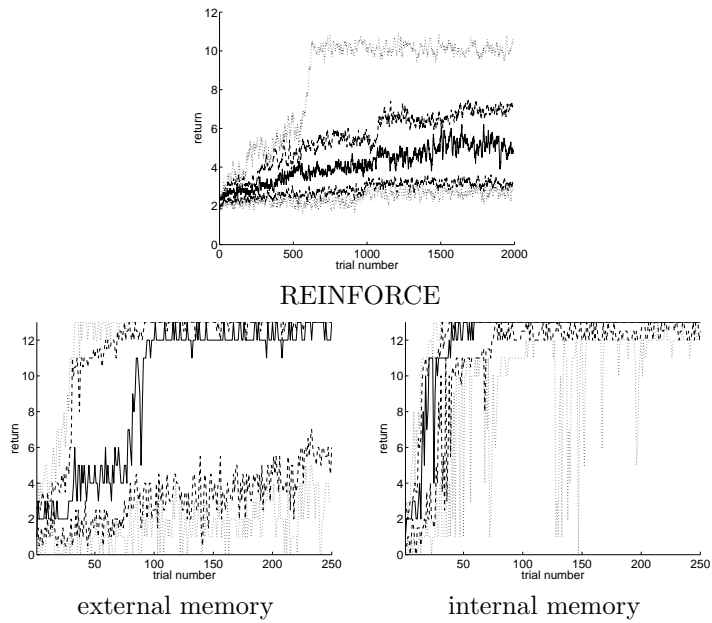 12
10
8
6
4
2
0
return
0 500 1000 1500 2000
trial number
REINFORCE
12
10
8
6
4
2
0
return
50 100 150 200 250
trial number
external memory
12
10
8
6
4
2
0
return
50 100 150 200 250
trial number
internal memory